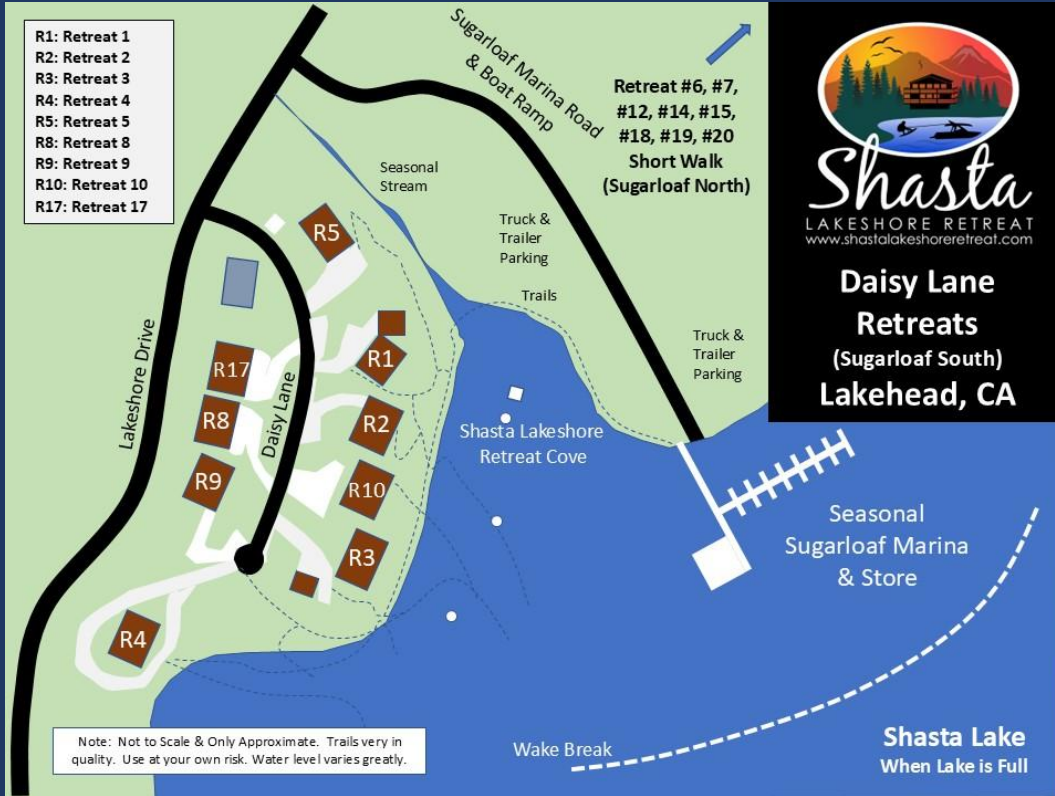 R1: Retreat 1
R2: Retreat 2
R3: Retreat 3
R4: Retreat 4
R5: Retreat 5
R8: Retreat 8
R9: Retreat 9
R10: Retreat 10
R17: Retreat 17
Sugarloaf Marina Road
& Boat Ramp
Retreat #6, #7,
#12, #14, #15,
#18, #19, #20
Short Walk
(Sugarloaf North)
Shasta
LAKESHORE RETREAT
www.shastalakeshoreretreat.com
Daisy Lane
Retreats
(Sugarloaf South)
Lakehead, CA
Seasonal
Stream
Truck &
Trailer
Parking
Trails
Truck &
Trailer
Parking
R5
R1
R17
R2
R8
R10
R9
R3
R4
Lakeshore Drive
Daisy Lane
Shasta Lakeshore
Retreat Cove
Seasonal
Sugarloaf Marina
& Store
Note: Not to Scale & Only Approximate. Trails very in
quality. Use at your own risk. Water level varies greatly.
Wake Break
Shasta Lake
When Lake is Full